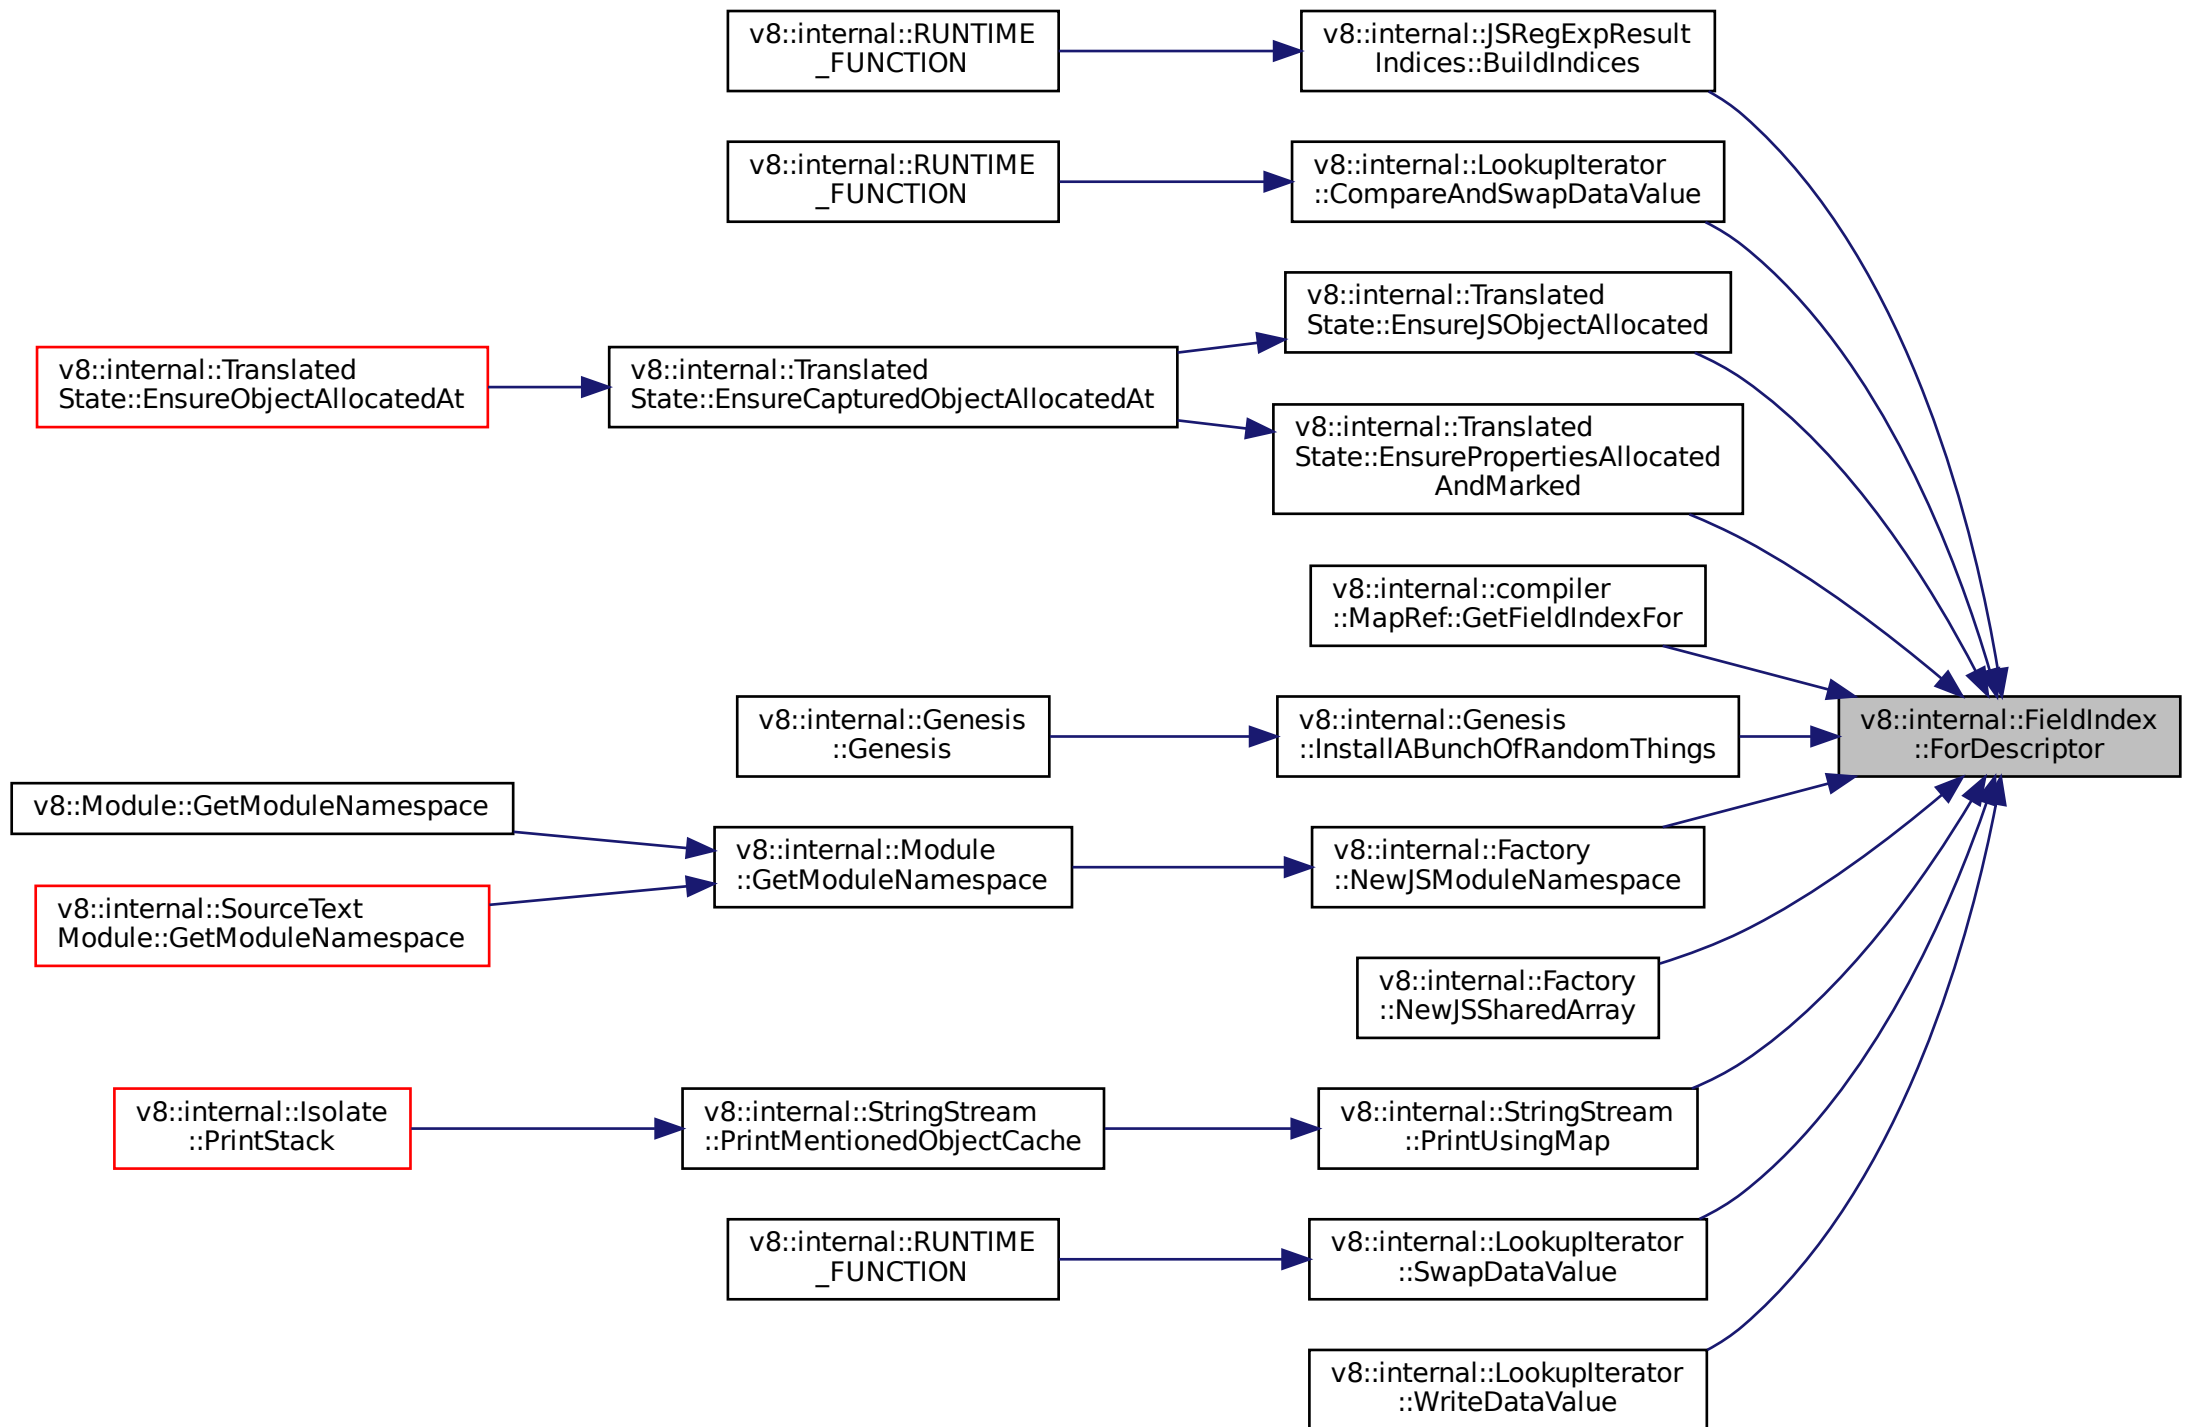 v8::internal::RUNTIME
_FUNCTION
v8::internal::JSRegExpResult
Indices::BuildIndices
v8::internal::RUNTIME
_FUNCTION
v8::internal::LookupIterator
::CompareAndSwapDataValue
v8::internal::Translated
State::EnsureJSObjectAllocated
v8::internal::Translated
State::EnsureObjectAllocatedAt
v8::internal::Translated
State::EnsureCapturedObjectAllocatedAt
v8::internal::Translated
State::EnsurePropertiesAllocated
AndMarked
v8::internal::compiler
::MapRef::GetFieldIndexFor
v8::internal::Genesis
::Genesis
v8::internal::Genesis
::InstallABunchOfRandomThings
v8::internal::FieldIndex
::ForDescriptor
v8::Module::GetModuleNamespace
v8::internal::Module
::GetModuleNamespace
v8::internal::Factory
::NewJSModuleNamespace
v8::internal::SourceText
Module::GetModuleNamespace
v8::internal::Factory
::NewJSSharedArray
v8::internal::Isolate
::PrintStack
v8::internal::StringStream
::PrintMentionedObjectCache
v8::internal::StringStream
::PrintUsingMap
v8::internal::RUNTIME
_FUNCTION
v8::internal::LookupIterator
::SwapDataValue
v8::internal::LookupIterator
::WriteDataValue